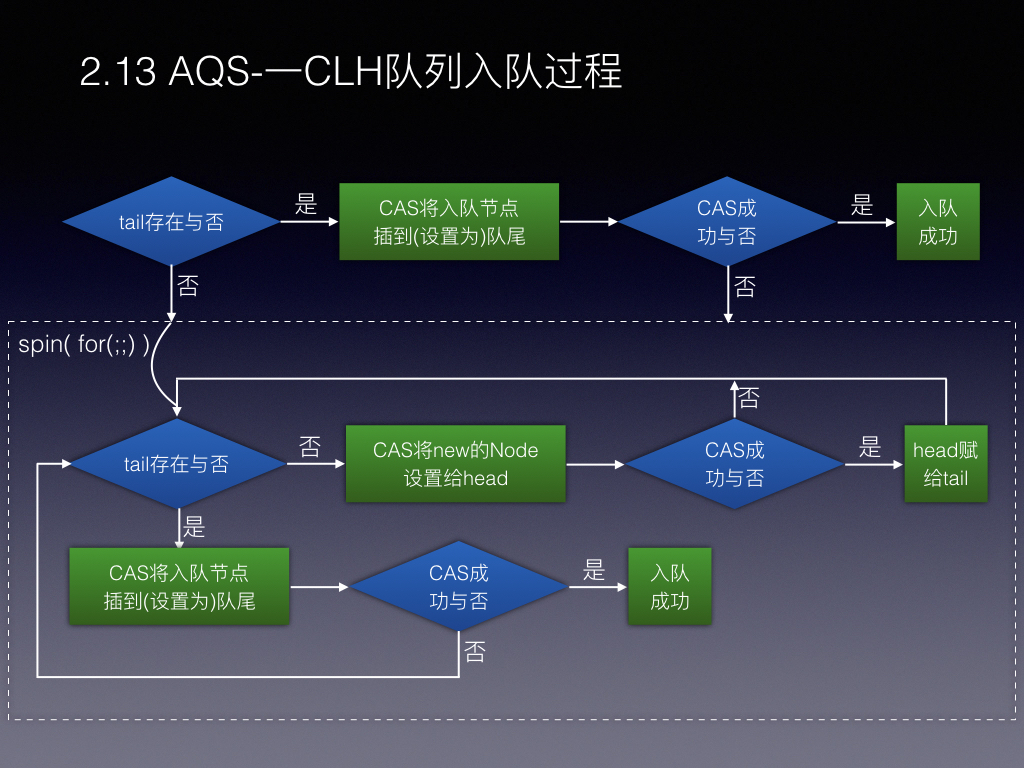 2.13 AQS-一CLH队列入队过程
tail存在与否
是
CAS将入队节点
插到(设置为)队尾
CAS成
功与否
是
入队
成功
否
否
spin( for(;;) )
否
tail存在与否
否
CAS将new的Node
设置给head
CAS成
功与否
是
head赋
给tail
是
CAS将入队节点
插到(设置为)队尾
CAS成
功与否
是
入队
成功
否